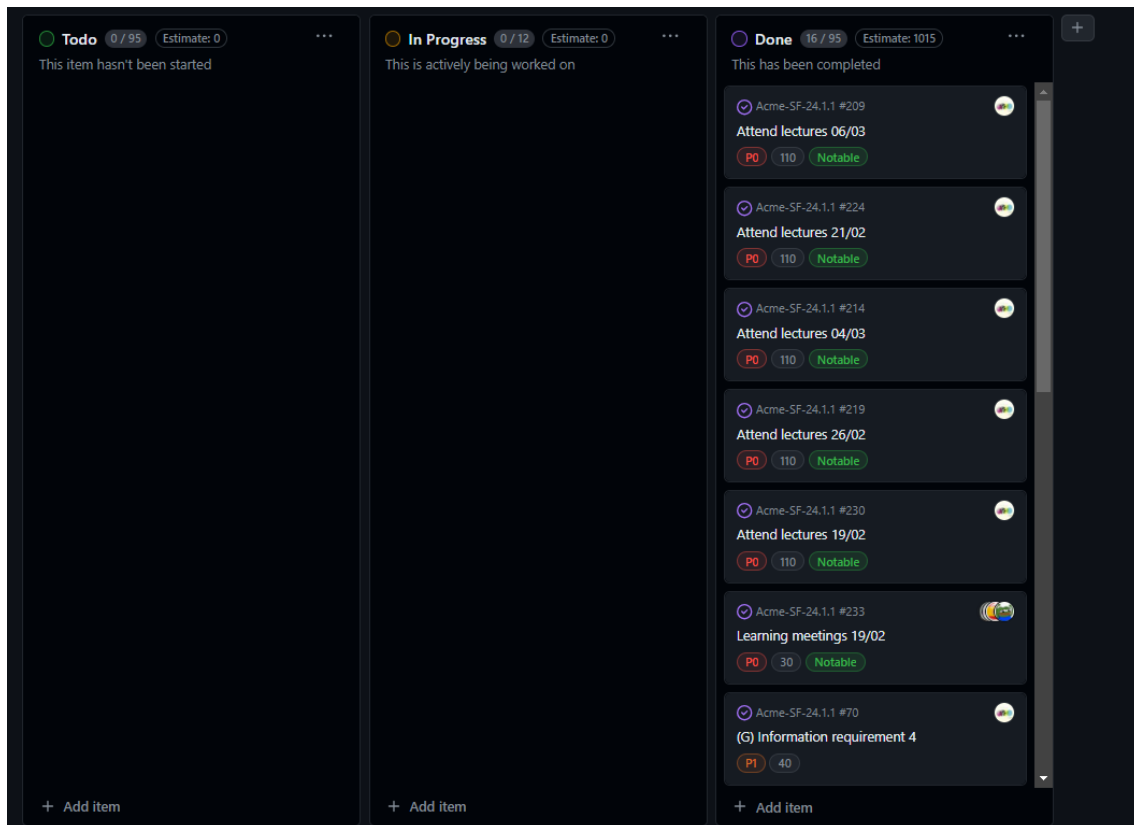 Todo 0 / 95 Estimate: 0 ...
This item hasn't been started
+ Add item
In Progress 0 / 12 Estimate: 0 ...
This is actively being worked on
+ Add item
Done 16 / 95 Estimate: 1015 ...
This has been completed
Acme-SF-24.1.1 #209
Attend lectures 06/03
P0 110 Notable
Acme-SF-24.1.1 #224
Attend lectures 21/02
P0 110 Notable
Acme-SF-24.1.1 #214
Attend lectures 04/03
P0 110 Notable
Acme-SF-24.1.1 #219
Attend lectures 26/02
P0 110 Notable
Acme-SF-24.1.1 #230
Attend lectures 19/02
P0 110 Notable
Acme-SF-24.1.1 #233
Learning meetings 19/02
P0 30 Notable
Acme-SF-24.1.1 #70
(G) Information requirement 4
P1 40
+ Add item
+